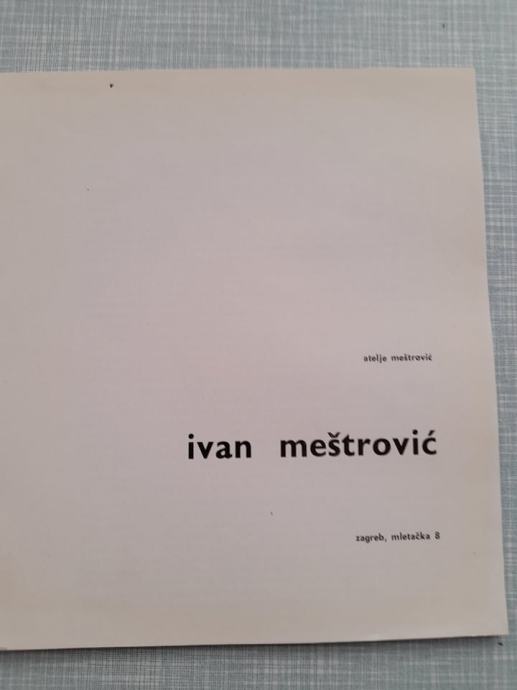 atelje meštrović
ivan meštrović
zagreb, mletačka 8